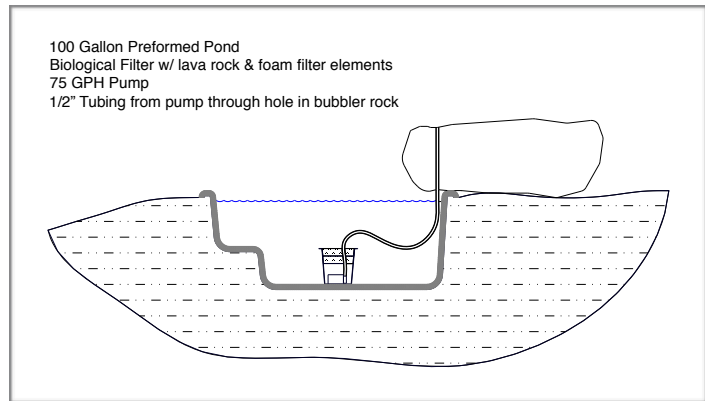 100 Gallon Preformed Pond
Biological Filter w/ lava rock & foam filter elements
75 GPH Pump
1/2” Tubing from pump through hole in bubbler rock